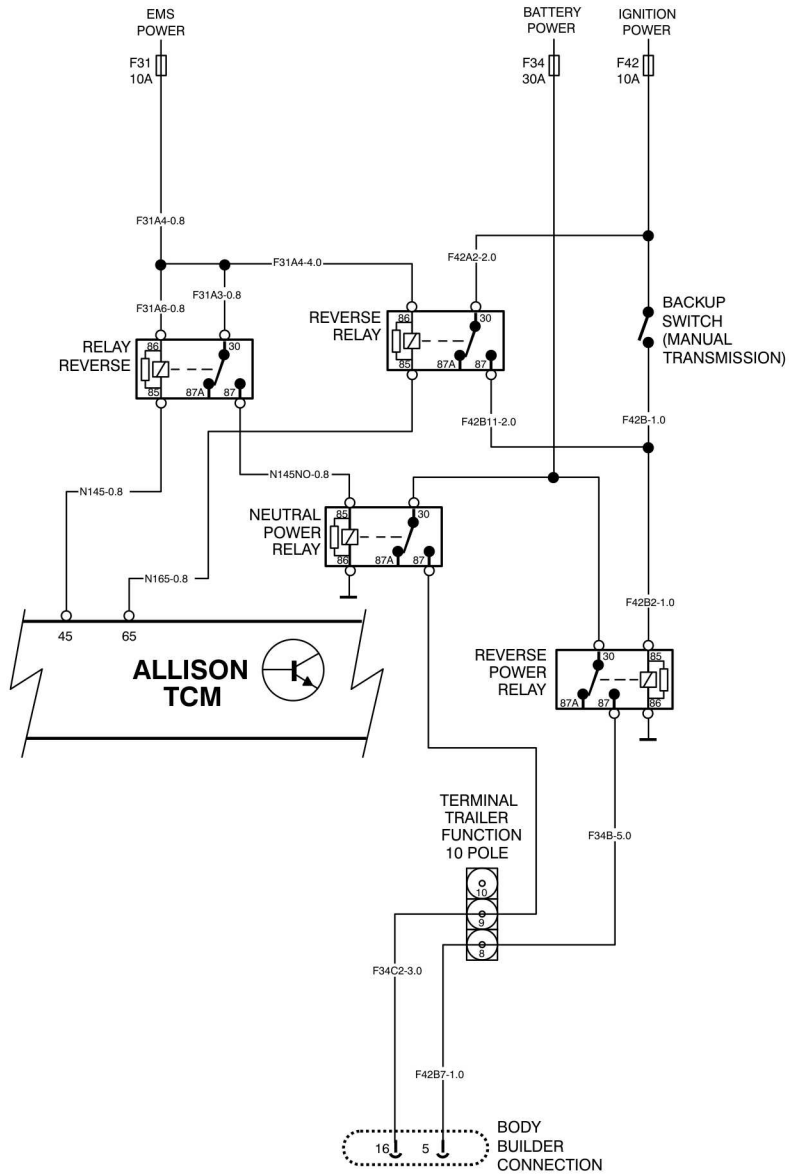 EMS
POWER
BATTERY
POWER
IGNITION
POWER
F31
10A
F34
30A
F42
10A
F31A4-0.8
F31A4-4.0
F42A2-2.0
F31A6-0.8
F31A3-0.8
BACKUP
SWITCH
(MANUAL
TRANSMISSION)
RELAY
REVERSE
86
30
85
87A
87
REVERSE
RELAY
86
30
85
87A
87
F42B11-2.0
F42B-1.0
N145NO-0.8
N145-0.8
NEUTRAL
POWER
RELAY
85
30
86
87A
87
N165-0.8
F42B2-1.0
45
65
ALLISON
TCM
REVERSE
POWER
RELAY
30
85
87A
87
86
TERMINAL
TRAILER
FUNCTION
10 POLE
F34B-5.0
10
9
8
F34C2-3.0
F42B7-1.0
16
5
BODY
BUILDER
CONNECTION